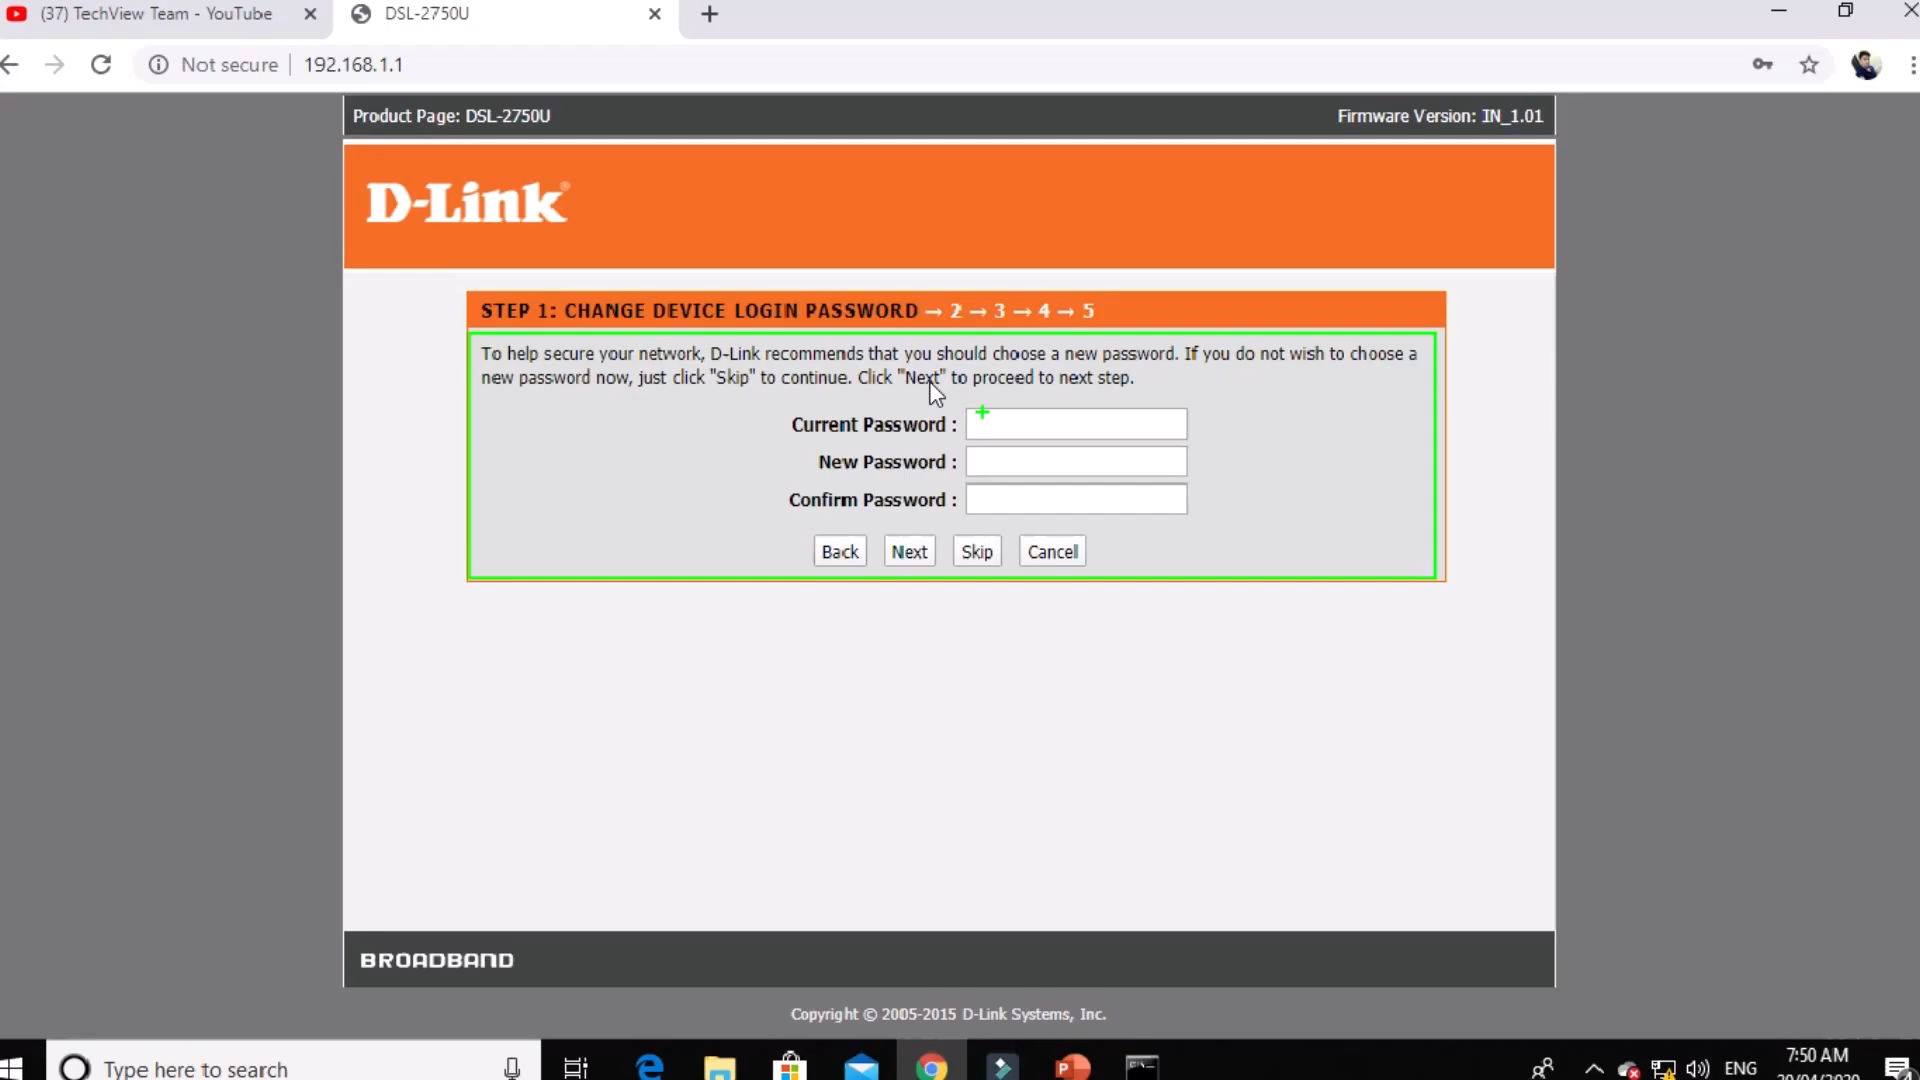 (37) TechView Team - YouTube
DSL-2750U
Not secure
192.168.1.1
Product Page: DSL-2750U
Firmware Version: IN_1.01
D-Link
STEP 1: CHANGE DEVICE LOGIN PASSWORD → 2 → 3 → 4 → 5
To help secure your network, D-Link recommends that you should choose a new password. If you do not wish to choose a
new password now, just click "Skip" to continue. Click "Next" to proceed to next step.
Current Password :
New Password :
Confirm Password :
Back Next Skip Cancel
BROADBAND
Copyright © 2005-2015 D-Link Systems, Inc.
Type here to search
ENG
7:50 AM